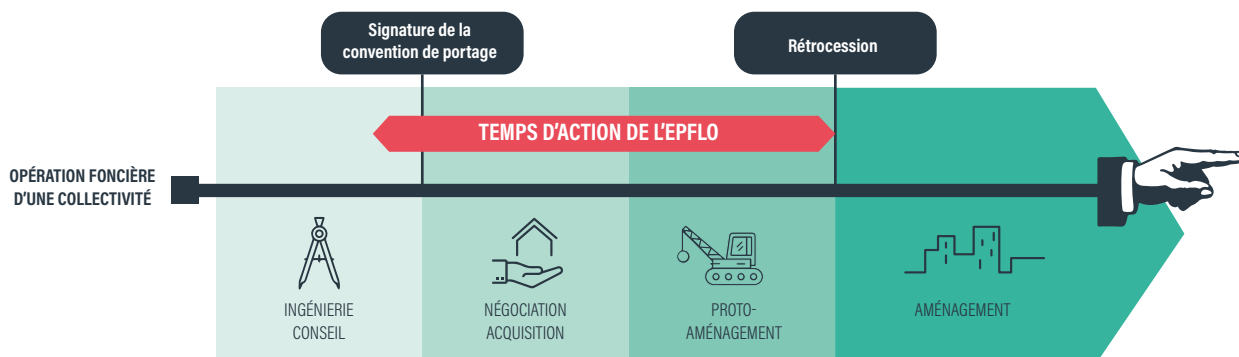 Signature de la
convention de portage
Rétrocession
TEMPS D'ACTION DE L'EPFLO
OPÉRATION FONCIÈRE
D'UNE COLLECTIVITÉ
INGÉNIERIE
CONSEIL
NÉGOCIATION
ACQUISITION
PROTO-
AMÉNAGEMENT
AMÉNAGEMENT